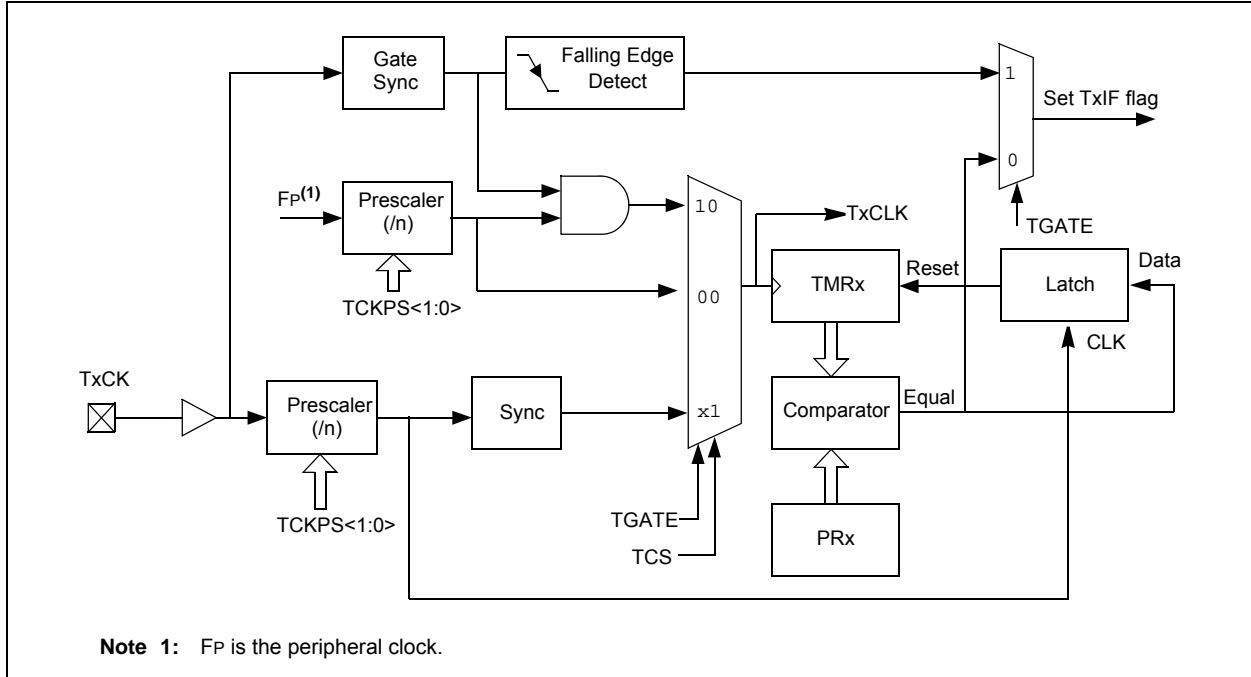 Gate
Sync
Falling Edge
Detect
1
Set TxIF flag
0
FP(1)
Prescaler
(/n)
10
TxCLK
TGATE
TCKPS<1:0>
00
TMRx
Reset
Latch
Data
CLK
TxCK
Prescaler
(/n)
Sync
x1
Comparator
Equal
TCKPS<1:0>
TGATE
TCS
PRx
Note 1: FP is the peripheral clock.